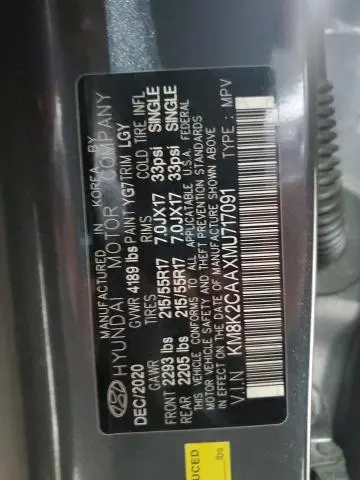 MANUFACTURED IN KOREA BY
HYUNDAI MOTOR COMPANY
DEC/2020 GVWR 4189 lbs PAINT YG7 TRIM LGY
GAWR TIRES RIMS COLD TIRE INFL
FRONT 2293 lbs 215/55R17 7.0JX17 33psi SINGLE
REAR 2205 lbs 215/55R17 7.0JX17 33psi SINGLE
THIS VEHICLE CONFORMS TO ALL APPLICABLE U.S.A. FEDERAL
MOTOR VEHICLE SAFETY, BUMPER, AND THEFT PREVENTION
STANDARDS IN EFFECT ON THE DATE OF MANUFACTURE SHOWN ABOVE.
V.I.N KM8K2CAAXMU717091 TYPE : MPV
UCED
lbs